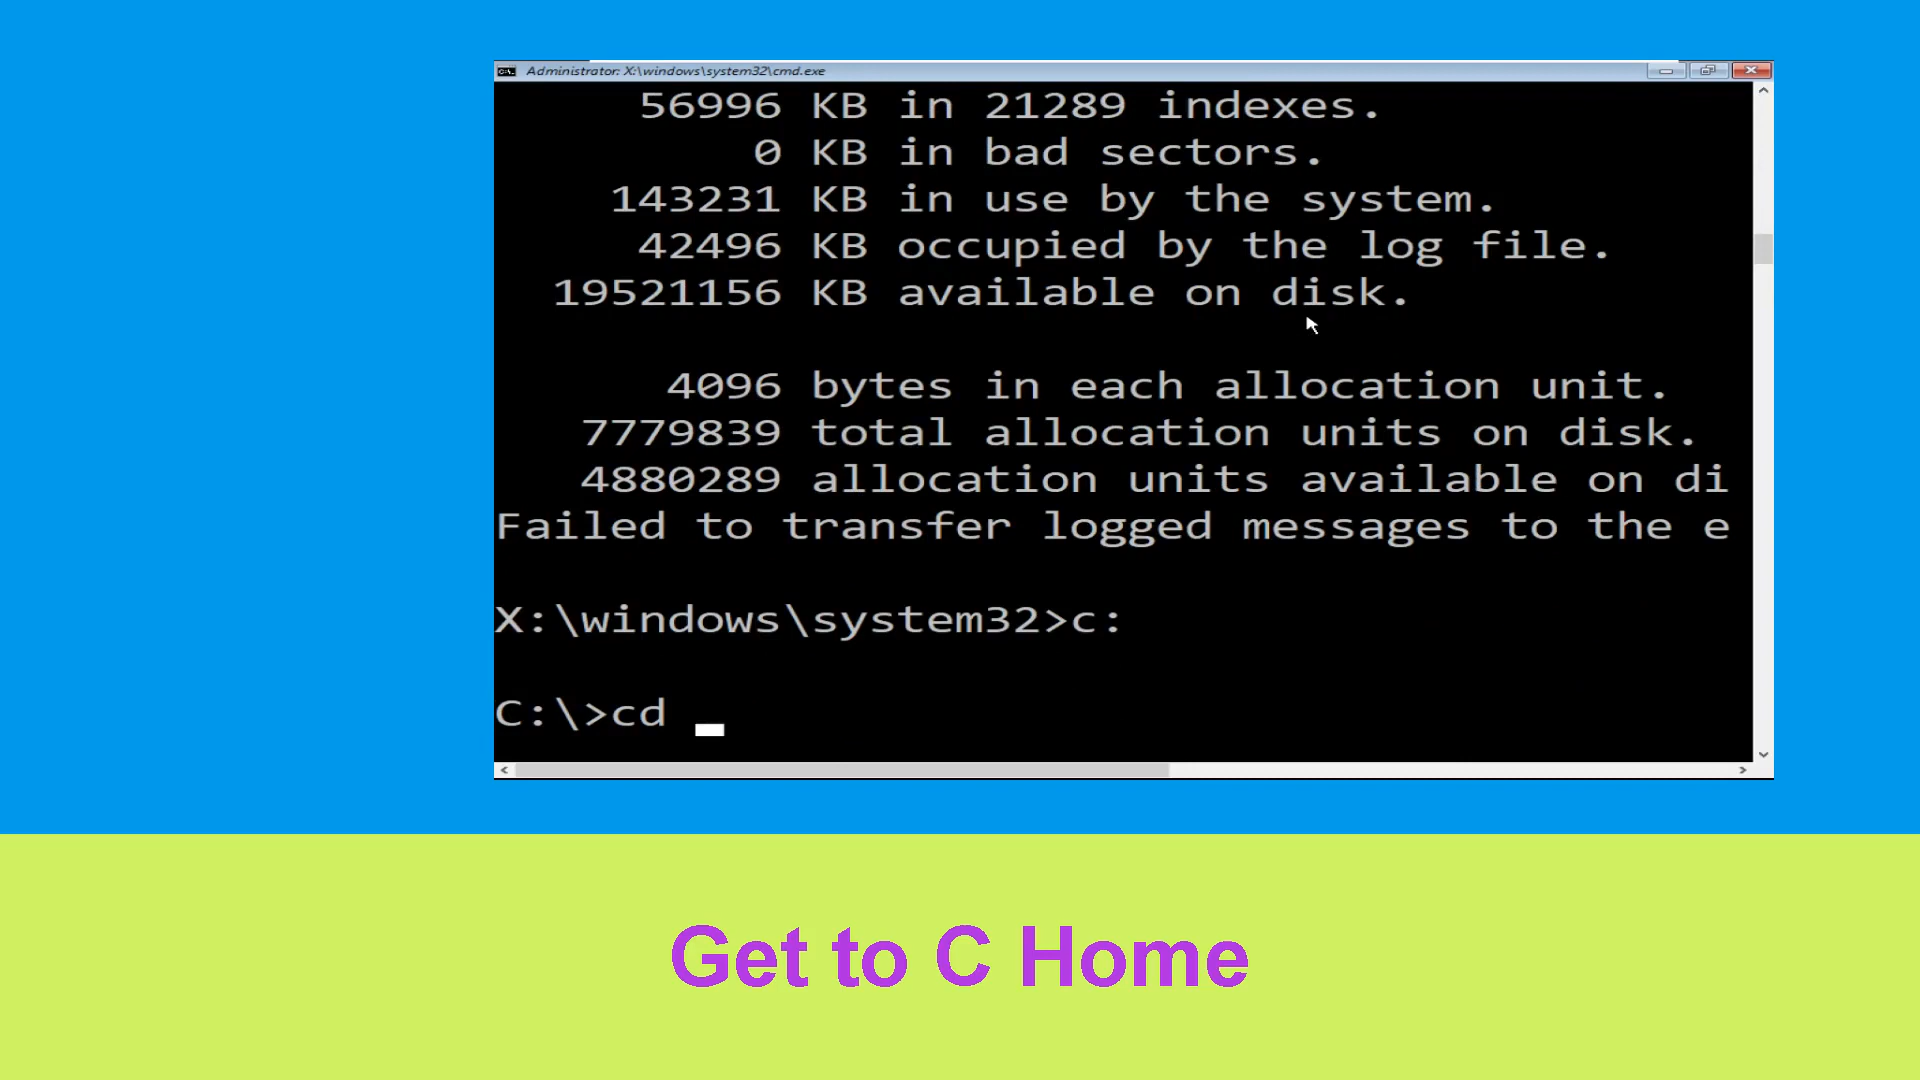 Administrator: X:\windows\system32\cmd.exe
56996 KB in 21289 indexes.
0 KB in bad sectors.
143231 KB in use by the system.
42496 KB occupied by the log file.
19521156 KB available on disk.
4096 bytes in each allocation unit.
7779839 total allocation units on disk.
4880289 allocation units available on di
Failed to transfer logged messages to the e
X:\windows\system32>c:
C:\>cd
Get to C Home